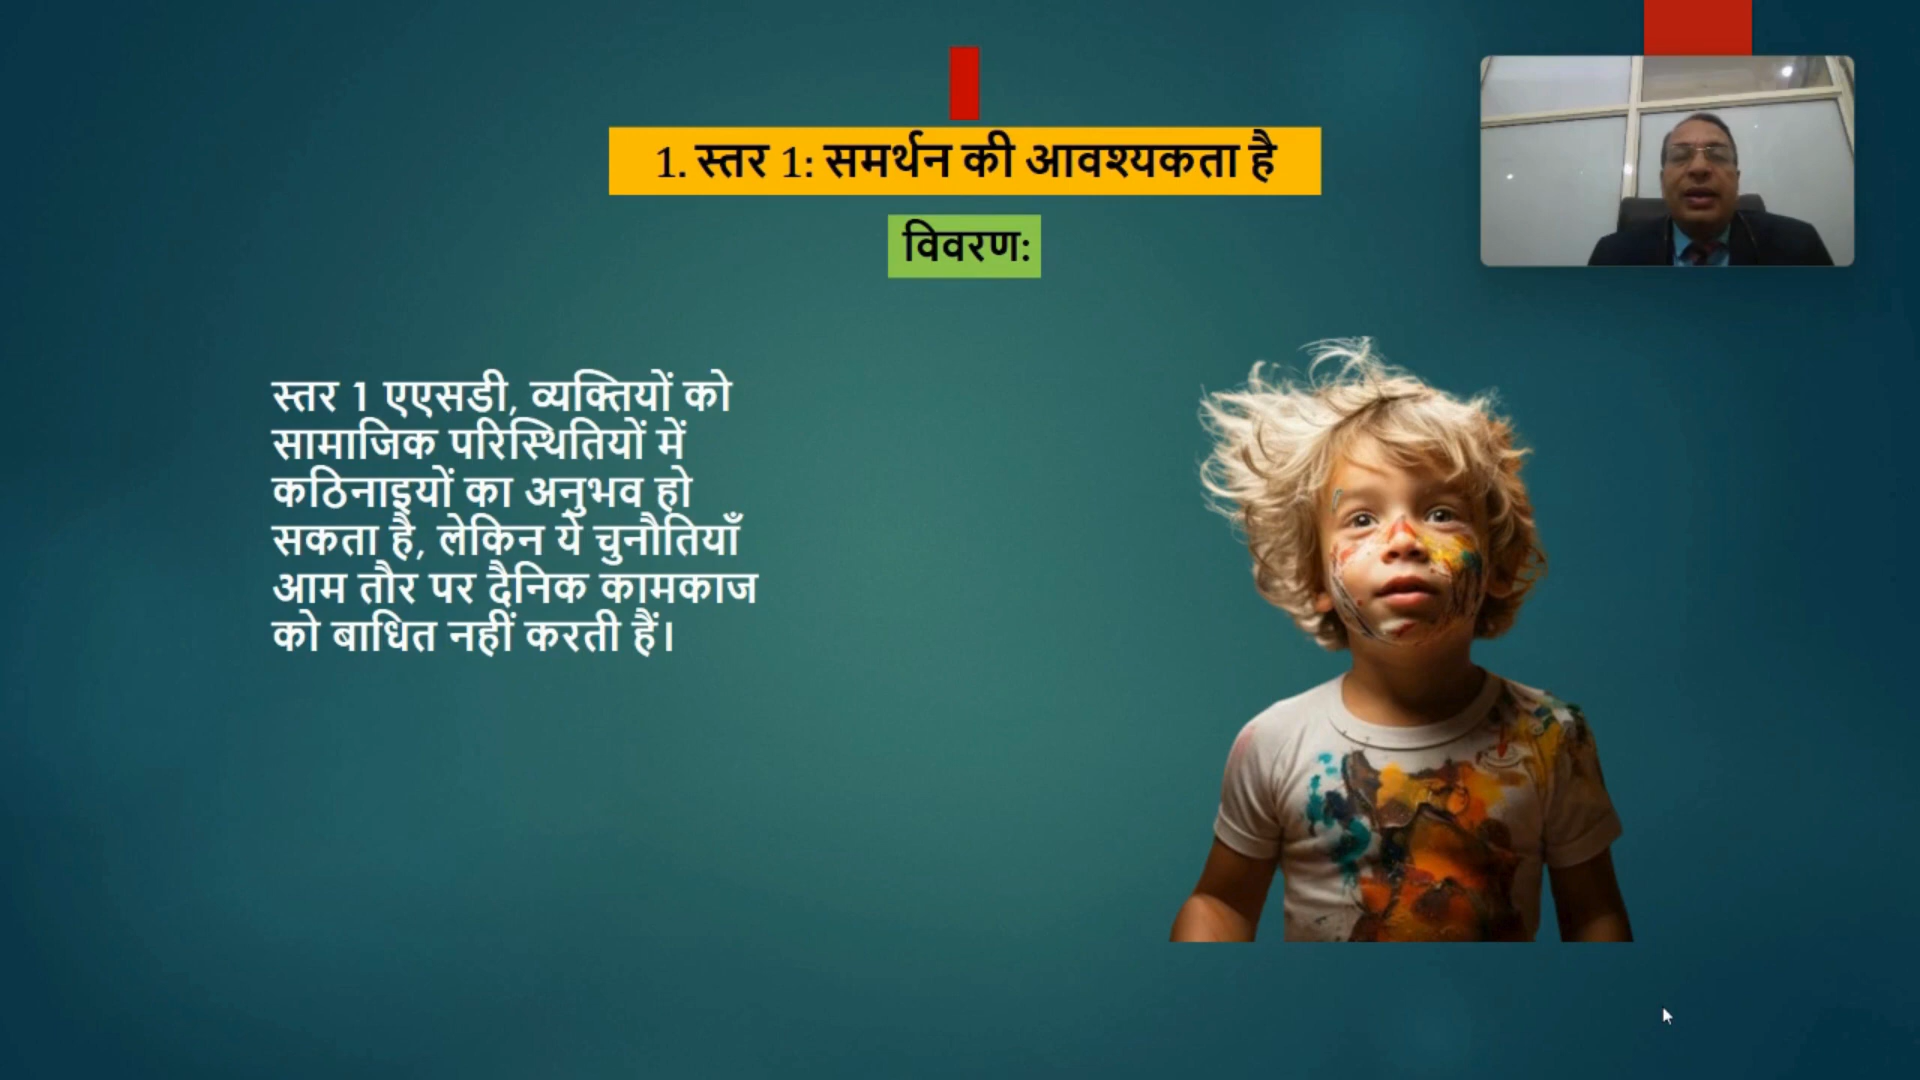 1. स्तर 1: समर्थन की आवश्यकता है
विवरण:
स्तर 1 एएसडी, व्यक्तियों को
सामाजिक परिस्थितियों में
कठिनाइयों का अनुभव हो
सकता है, लेकिन ये चुनौतियाँ
आम तौर पर दैनिक कामकाज
को बाधित नहीं करती हैं।